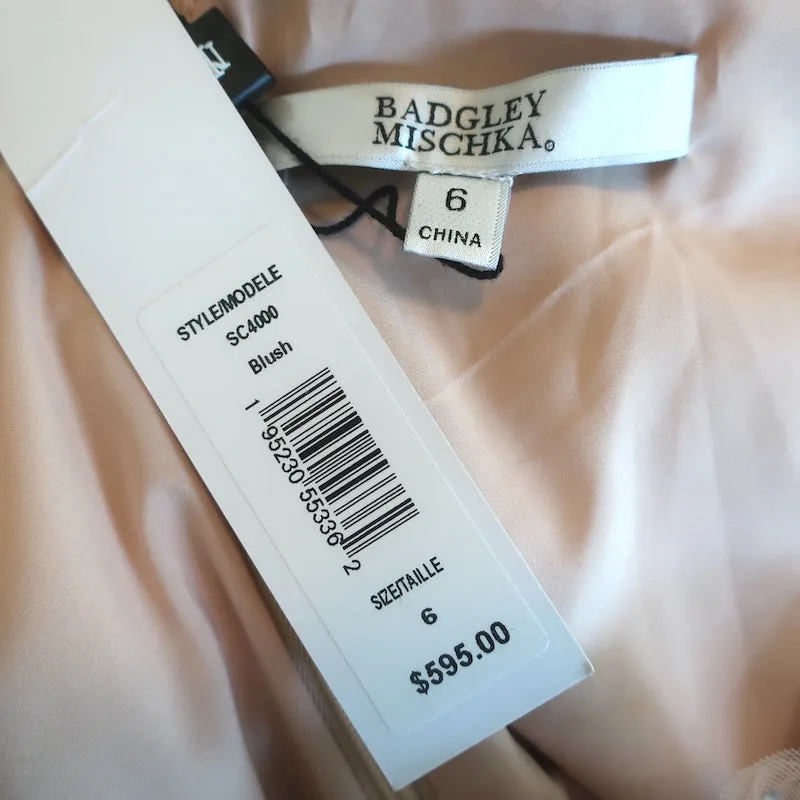 BADGLEY
MISCHKA
6
CHINA
STYLE/MODELE
SC4000
Blush
1 95230 55336 2
SIZE/TAILLE
6
$595.00